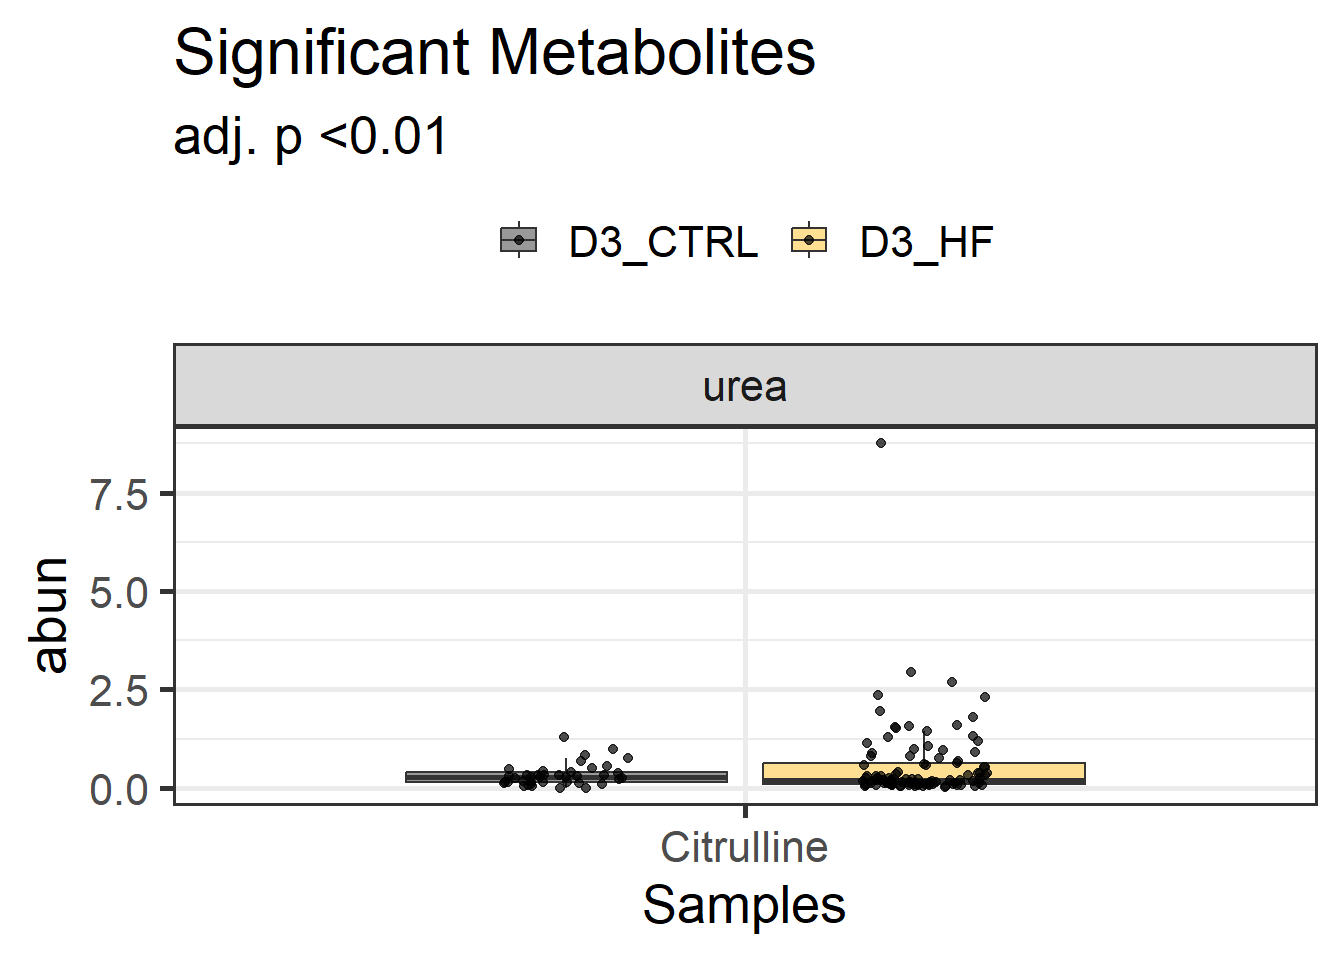 Significant Metabolites
adj. p <0.01
D3_CTRL D3_HF
urea
7.5
5.0
2.5
0.0
abun
Citrulline
Samples